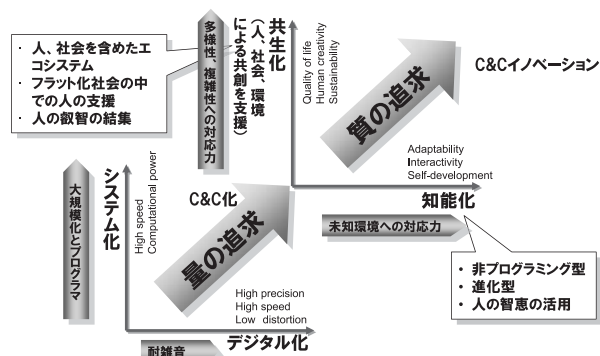 ・ 人、社会を含めたエ
コシステム
・ フラット化社会の中
での人の支援
・ 人の叡智の結集
多様性、複雑性への対応力
共生化
(人、社会、環境
による共創を支援)
Quality of life
Human creativity
Sustainability
質の追求
C&Cイノベーション
Adaptability
Interactivity
Self-development
知能化
未知環境への対応力
・ 非プログラミング型
・ 進化型
・ 人の智恵の活用
大規模化とプログラマ
システム化
High speed
Computational power
C&C化
量の追求
High precision
High speed
Low distortion
デジタル化
耐雑音